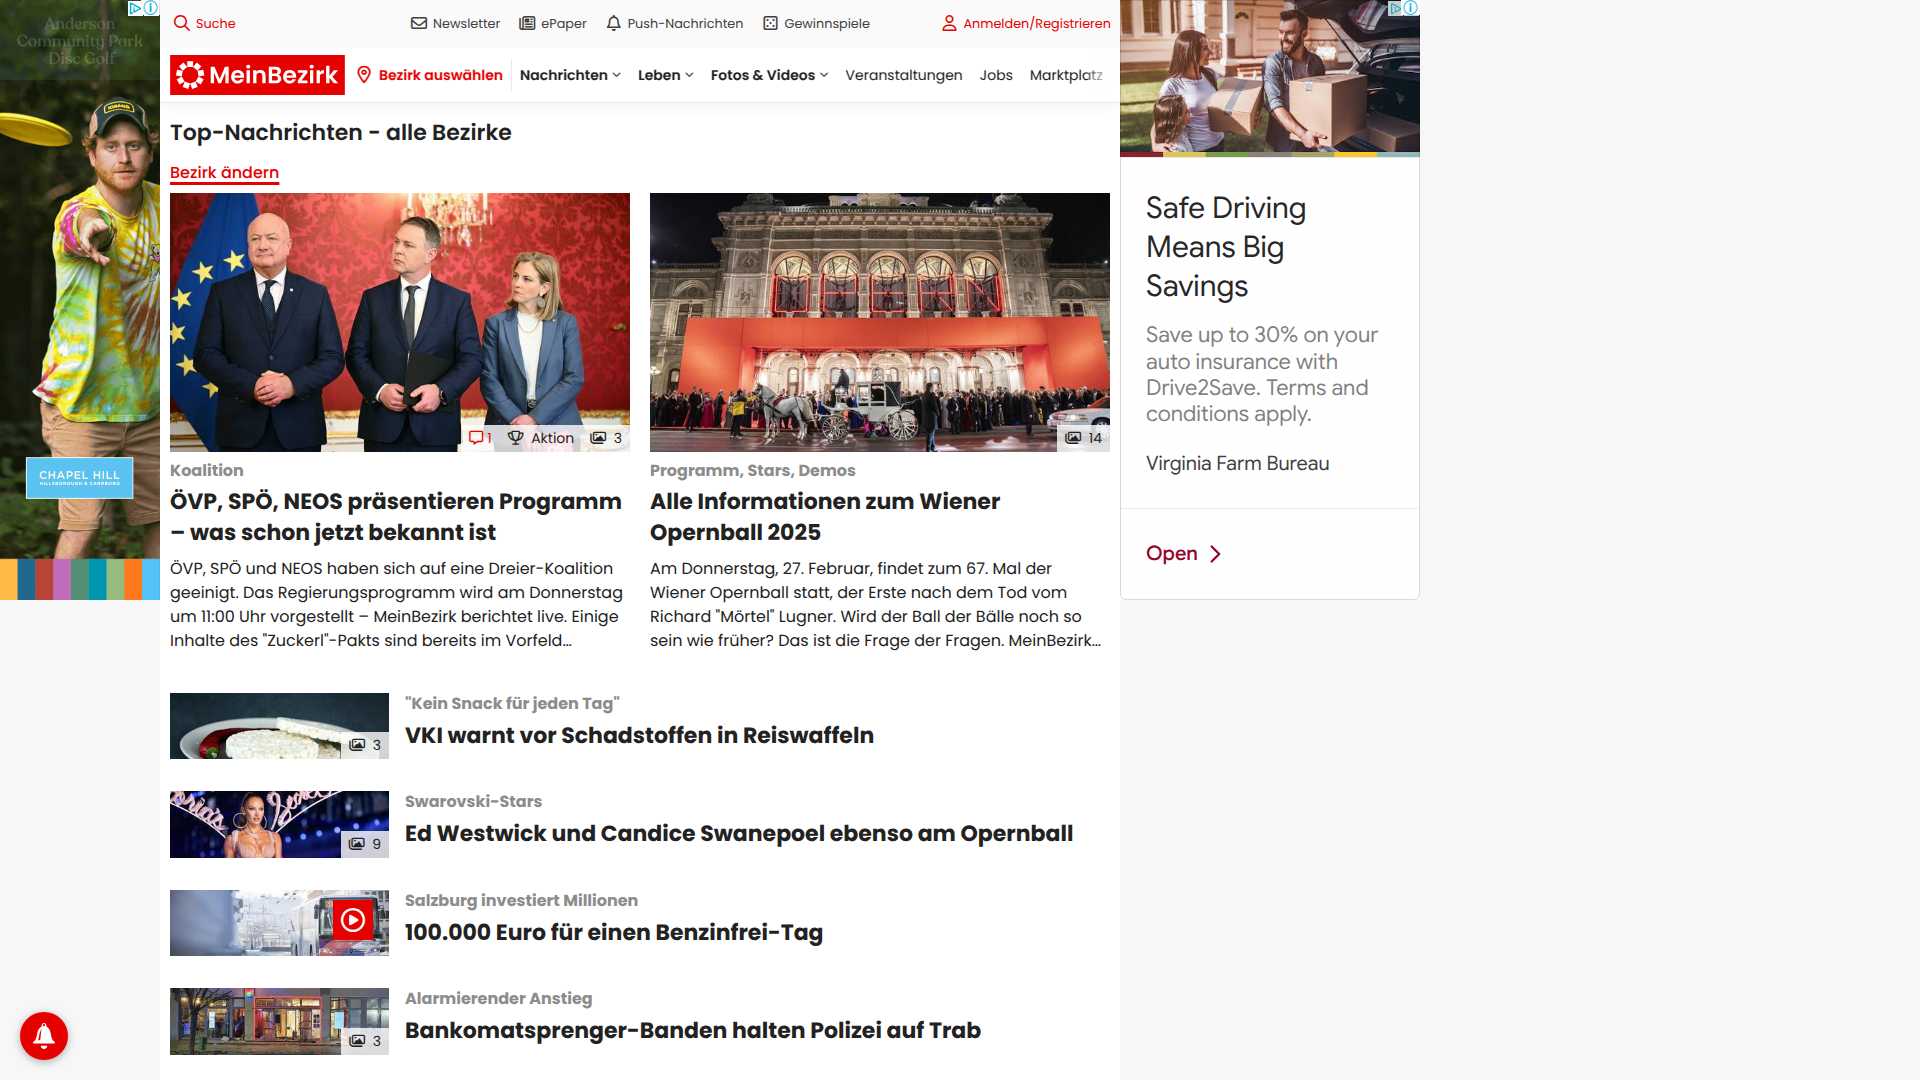 Anderson
Community Park
Disc Golf
CHAPEL HILL
HILLSBOROUGH & CARRBORO
Suche
Newsletter
ePaper
Push-Nachrichten
Gewinnspiele
Anmelden/Registrieren
MeinBezirk
Bezirk auswählen
Nachrichten
Leben
Fotos & Videos
Veranstaltungen
Jobs
Marktplatz
Top-Nachrichten - alle Bezirke
Bezirk ändern
1
Aktion
3
14
Koalition
ÖVP, SPÖ, NEOS präsentieren Programm
– was schon jetzt bekannt ist
ÖVP, SPÖ und NEOS haben sich auf eine Dreier-Koalition
geeinigt. Das Regierungsprogramm wird am Donnerstag
um 11:00 Uhr vorgestellt – MeinBezirk berichtet live. Einige
Inhalte des "Zuckerl"-Pakts sind bereits im Vorfeld...
Programm, Stars, Demos
Alle Informationen zum Wiener
Opernball 2025
Am Donnerstag, 27. Februar, findet zum 67. Mal der
Wiener Opernball statt, der Erste nach dem Tod vom
Richard "Mörtel" Lugner. Wird der Ball der Bälle noch so
sein wie früher? Das ist die Frage der Fragen. MeinBezirk...
3
"Kein Snack für jeden Tag"
VKI warnt vor Schadstoffen in Reiswaffeln
9
Swarovski-Stars
Ed Westwick und Candice Swanepoel ebenso am Opernball
Salzburg investiert Millionen
100.000 Euro für einen Benzinfrei-Tag
3
Alarmierender Anstieg
Bankomatsprenger-Banden halten Polizei auf Trab
Safe Driving
Means Big
Savings
Save up to 30% on your
auto insurance with
Drive2Save. Terms and
conditions apply.
Virginia Farm Bureau
Open